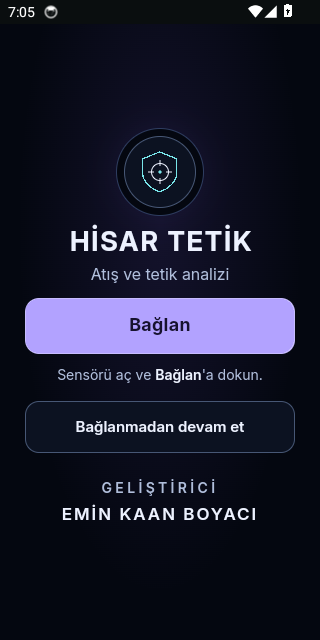 7:05
HİSAR TETİK
Atış ve tetik analizi
Bağlan
Sensörü aç ve Bağlan'a dokun.
Bağlanmadan devam et
GELİŞTİRİCİ
EMİN KAAN BOYACI